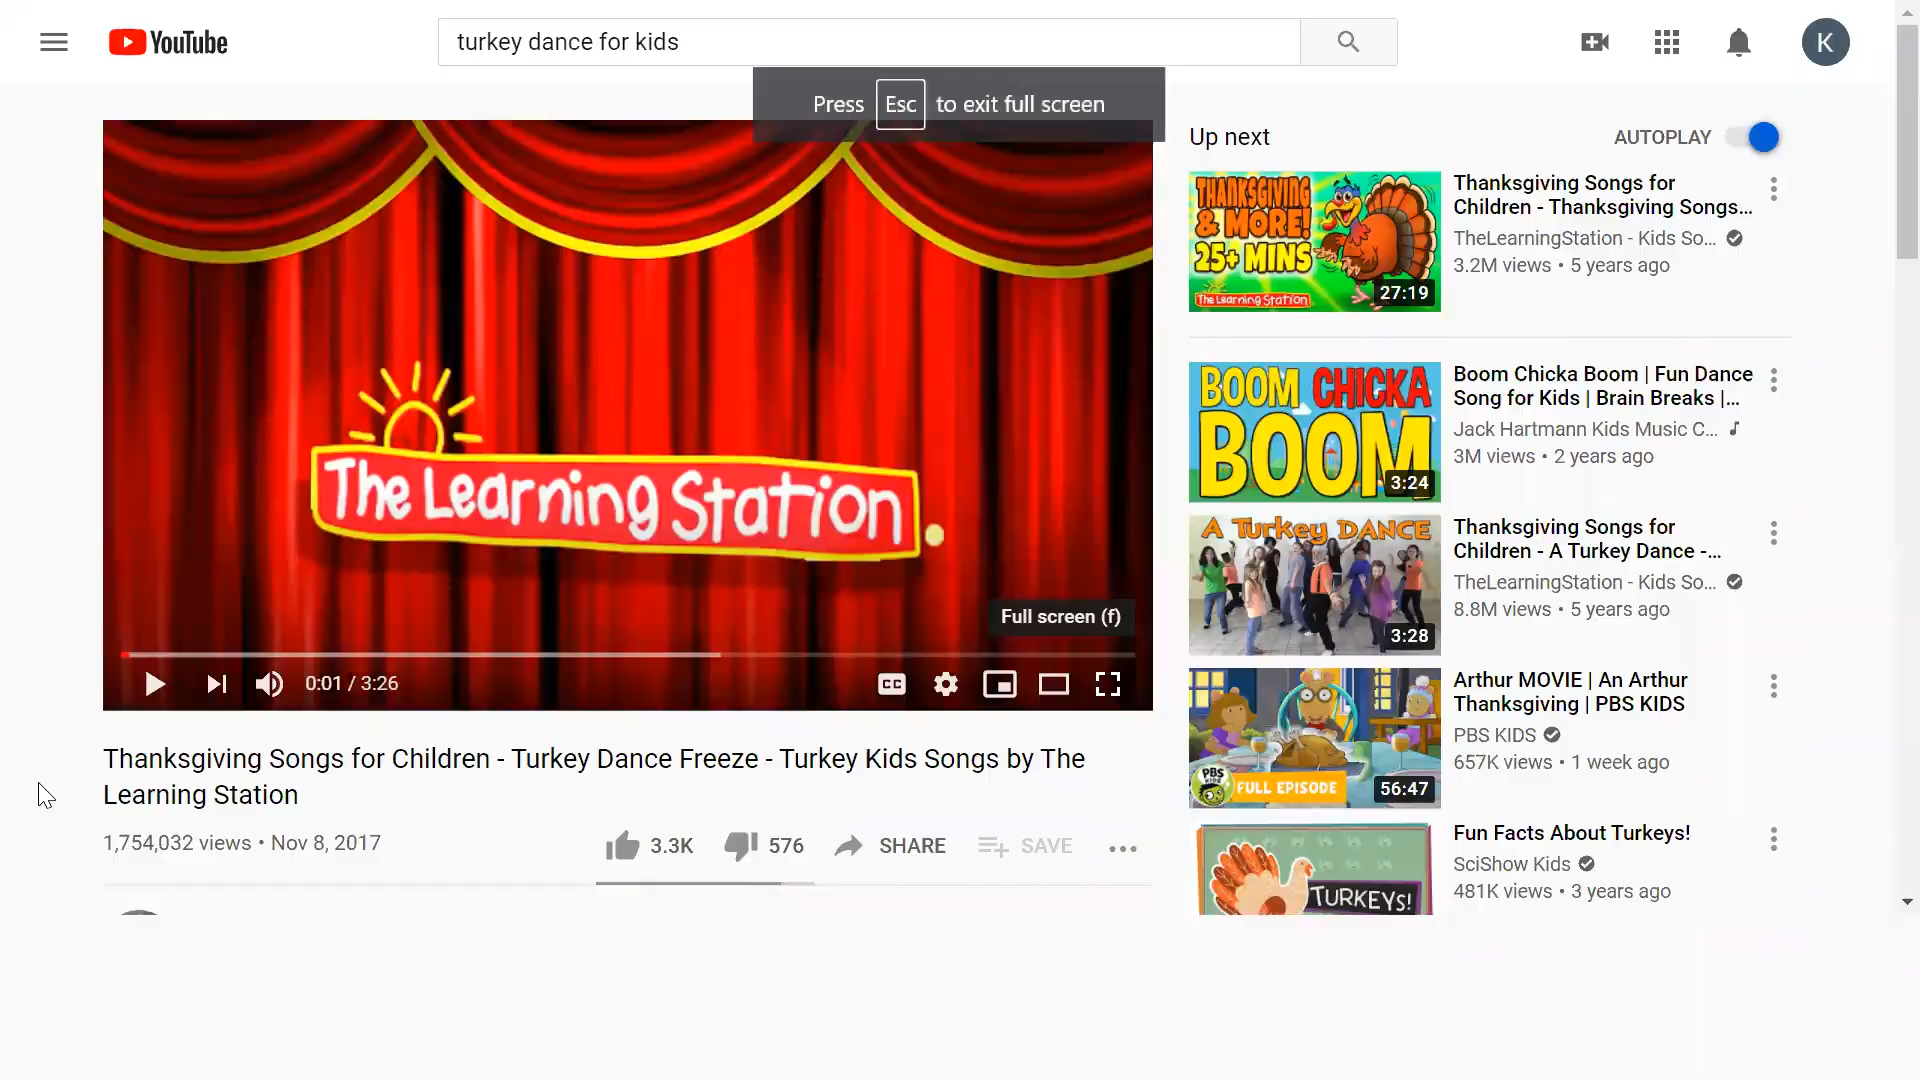 YouTube
turkey dance for kids
K
Press Esc to exit full screen
The Learning Station
Full screen (f)
0:01 / 3:26
CC
Thanksgiving Songs for Children - Turkey Dance Freeze - Turkey Kids Songs by The
Learning Station
1,754,032 views • Nov 8, 2017
3.3K
576
SHARE
SAVE
Up next
AUTOPLAY
THANKSGIVING
& MORE!
25+ MINS
The Learning Station
27:19
Thanksgiving Songs for
Children - Thanksgiving Songs...
TheLearningStation - Kids So...
3.2M views • 5 years ago
BOOM CHICKA
BOOM
3:24
Boom Chicka Boom | Fun Dance
Song for Kids | Brain Breaks |...
Jack Hartmann Kids Music C...
3M views • 2 years ago
A Turkey DANCE
3:28
Thanksgiving Songs for
Children - A Turkey Dance -...
TheLearningStation - Kids So...
8.8M views • 5 years ago
PBS
KIDS
FULL EPISODE
56:47
Arthur MOVIE | An Arthur
Thanksgiving | PBS KIDS
PBS KIDS
657K views • 1 week ago
TURKEYS!
Fun Facts About Turkeys!
SciShow Kids
481K views • 3 years ago